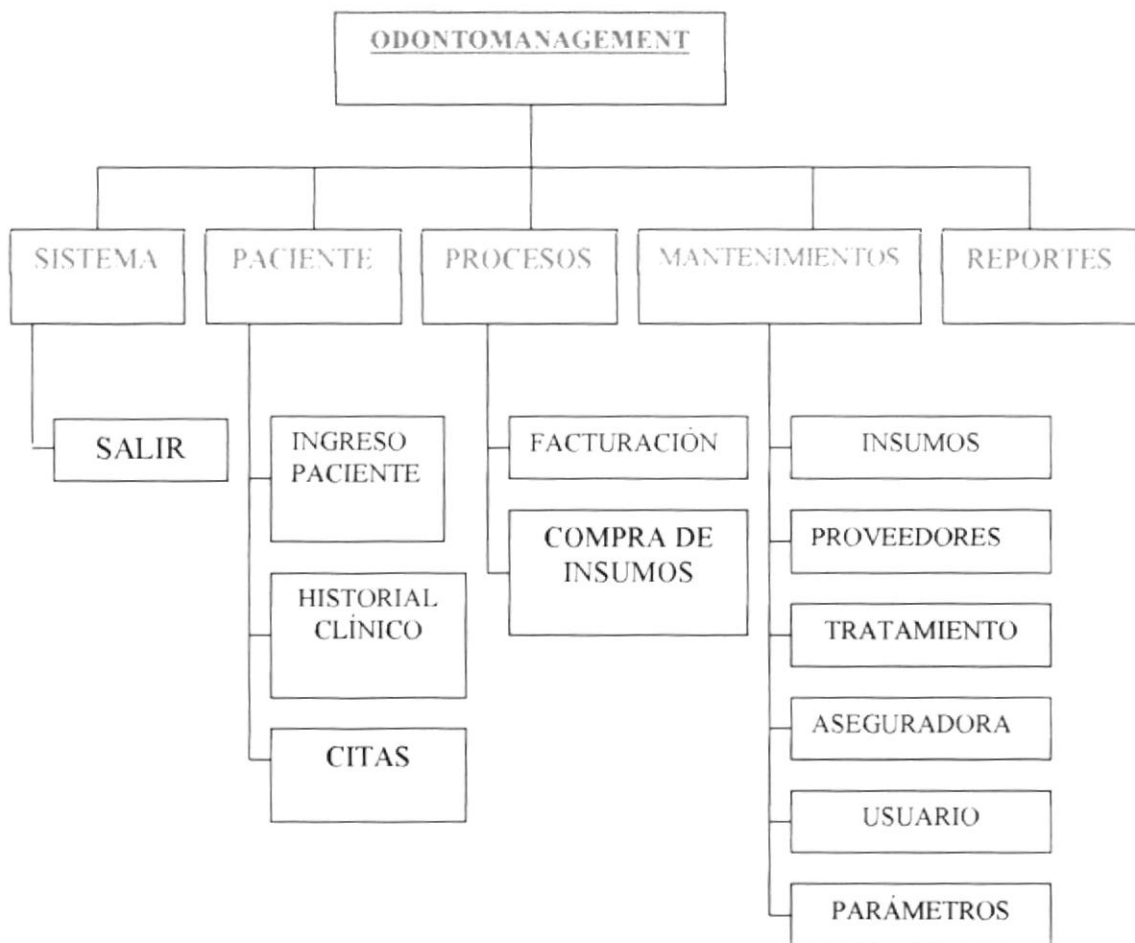 ODONTOMANAGEMENT
SISTEMA
PACIENTE
PROCESOS
MANTENIMIENTOS
REPORTES
SALIR
INGRESO
PACIENTE
HISTORIAL
CLÍNICO
CITAS
FACTURACIÓN
COMPRA DE
INSUMOS
INSUMOS
PROVEEDORES
TRATAMIENTO
ASEGURADORA
USUARIO
PARÁMETROS